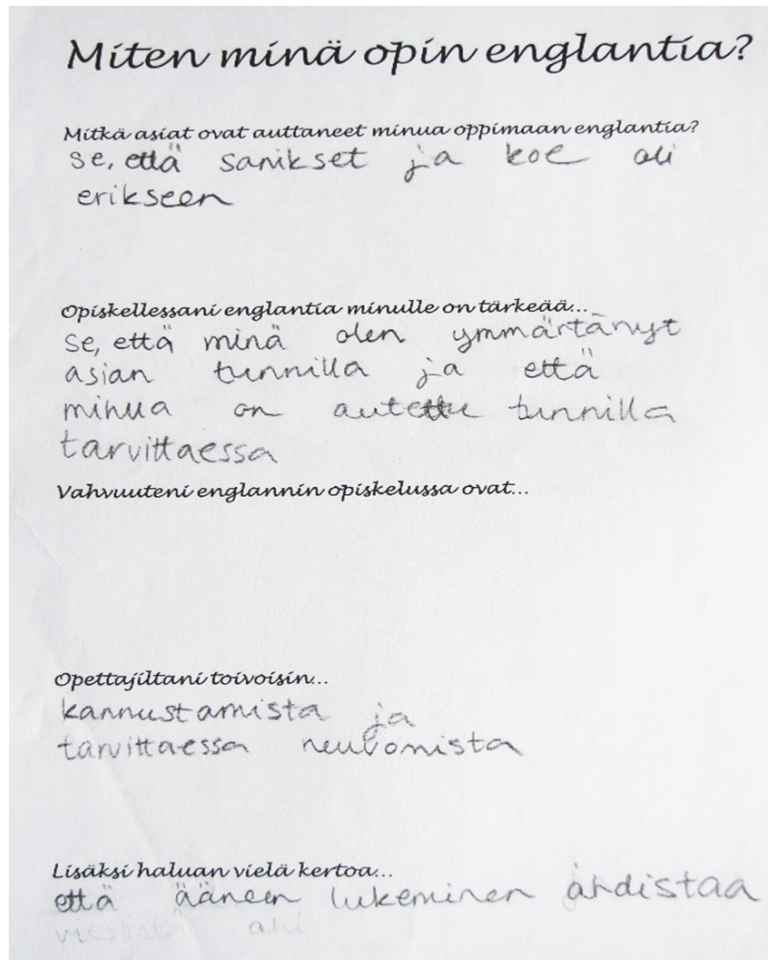 Miten minä opin englantia?
Mitkä asiat ovat auttaneet minua oppimaan englantia?
se, että sanikset ja koe oli
erikseen
Opiskellessani englantia minulle on tärkeää...
se, että minä olen ymmärtänyt
asian tunnilla ja että
minua on autettu tunnilla
tarvittaessa
Vahvuuteni englannin opiskelussa ovat...
Opettajiltani toivoisin...
kannustamista ja
tarvittaessa neuvomista
Lisäksi haluan vielä kertoa...
että ääneen lukeminen ahdistaa